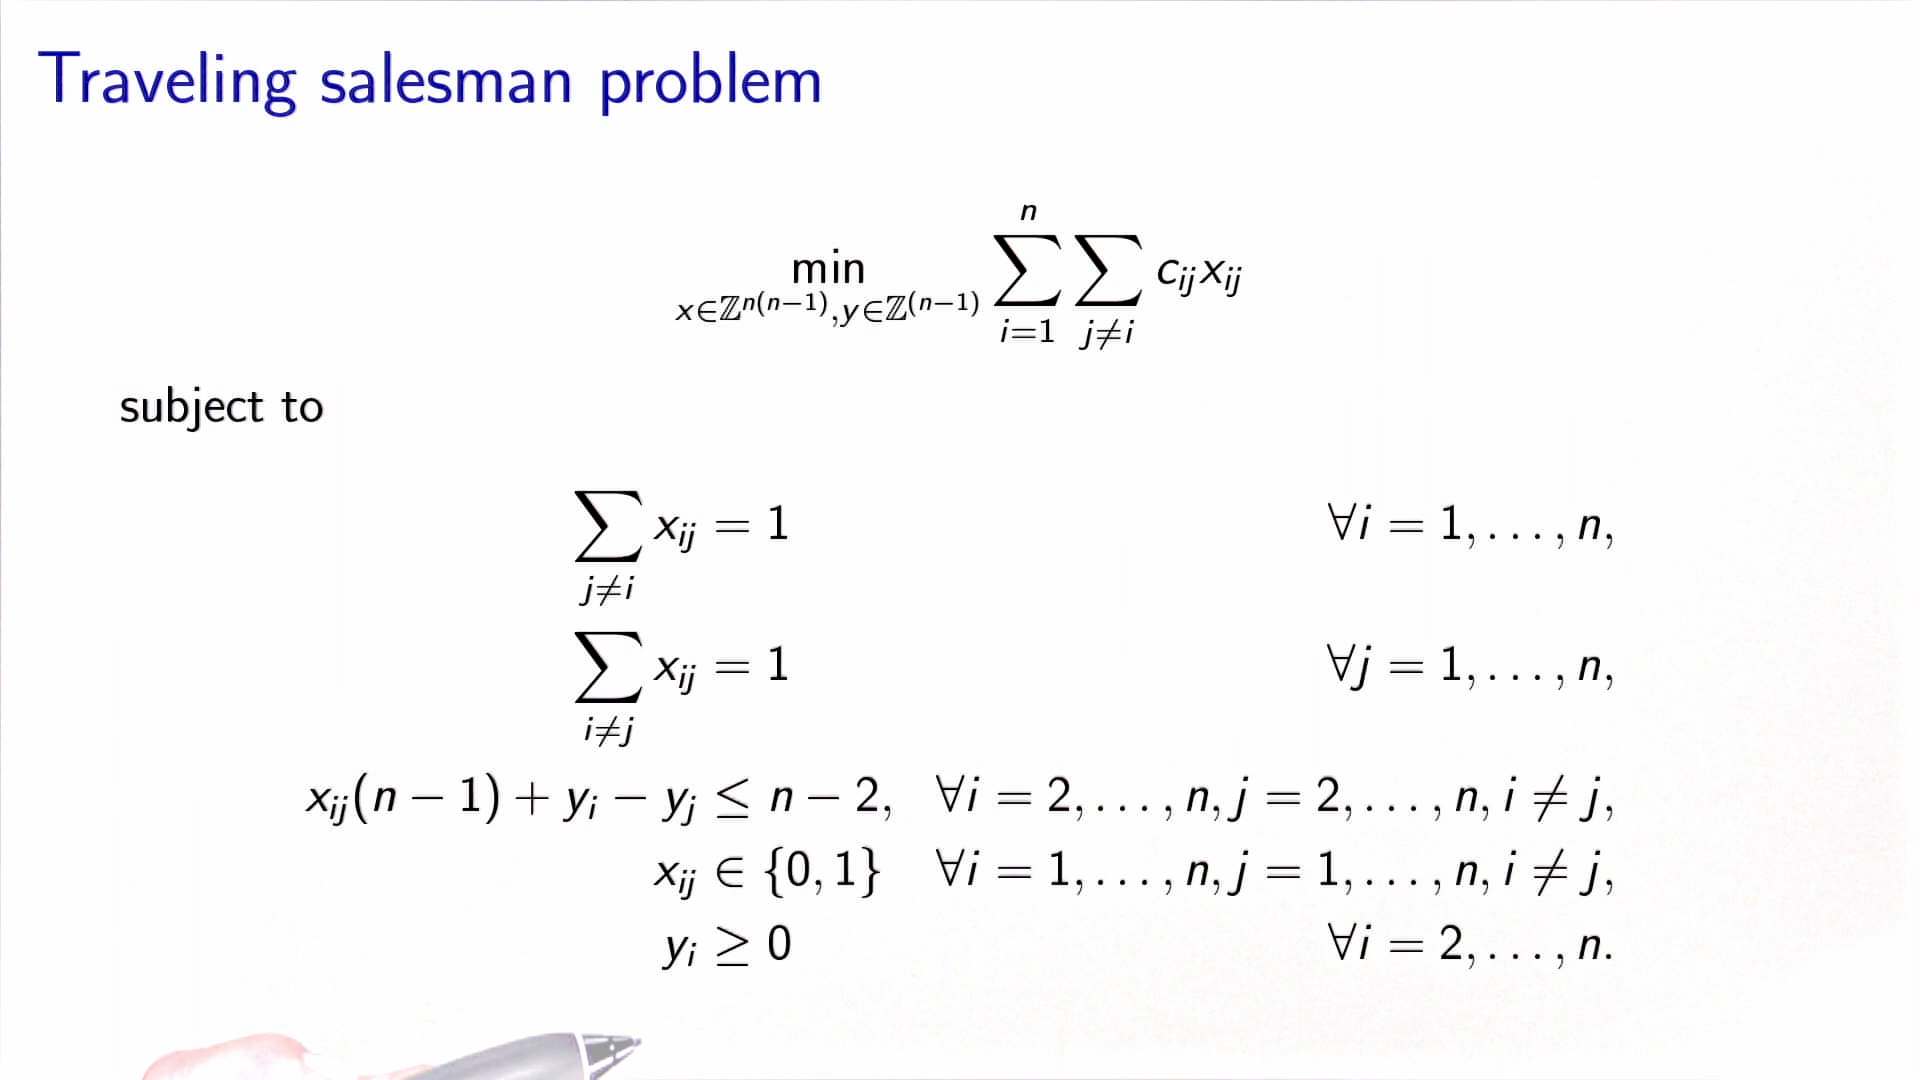 Traveling salesman problem
min_{x∈ℤ^{n(n−1)},y∈ℤ^{(n−1)}} ∑_{i=1}^{n} ∑_{j≠i} c_{ij}x_{ij}
subject to
∑_{j≠i} x_{ij} = 1 ∀i = 1, . . . , n,
∑_{i≠j} x_{ij} = 1 ∀j = 1, . . . , n,
x_{ij}(n − 1) + y_i − y_j ≤ n − 2, ∀i = 2, . . . , n, j = 2, . . . , n, i ≠ j,
x_{ij} ∈ {0, 1} ∀i = 1, . . . , n, j = 1, . . . , n, i ≠ j,
y_i ≥ 0 ∀i = 2, . . . , n.